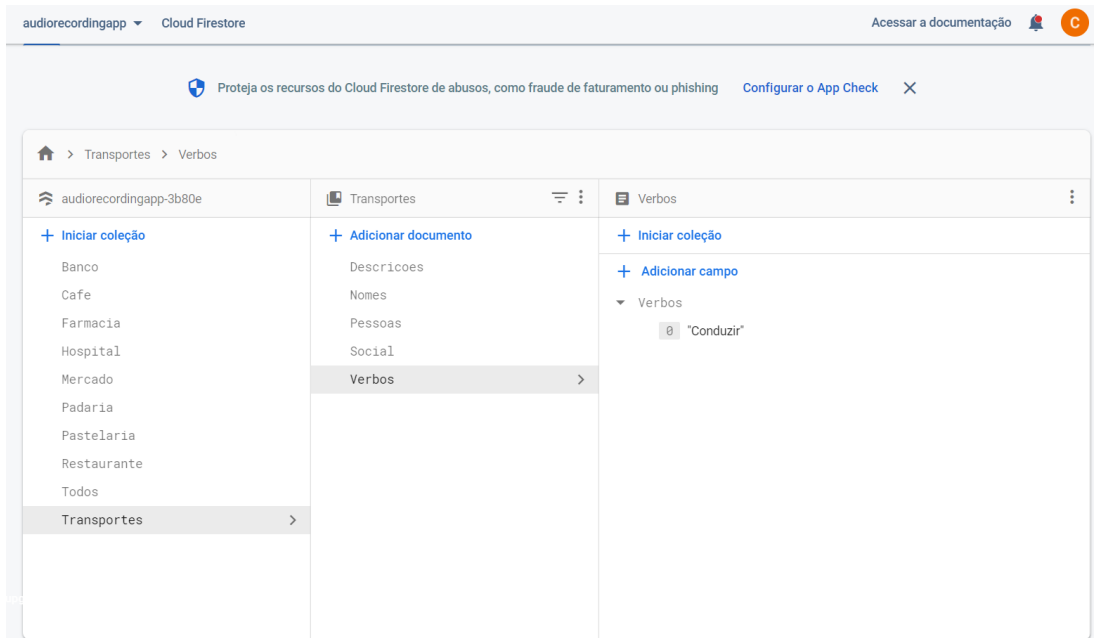 audiorecordingapp Cloud Firestore Acessar a documentação C
Proteja os recursos do Cloud Firestore de abusos, como fraude de faturamento ou phishing Configurar o App Check
Transportes > Verbos
audiorecordingapp-3b80e
Iniciar coleção
Banco
Cafe
Farmacia
Hospital
Mercado
Padaria
Pastelaria
Restaurante
Todos
Transportes
Transportes
Adicionar documento
Descricoes
Nomes
Pessoas
Social
Verbos
Verbos
Iniciar coleção
Adicionar campo
Verbos
0 "Conduzir"